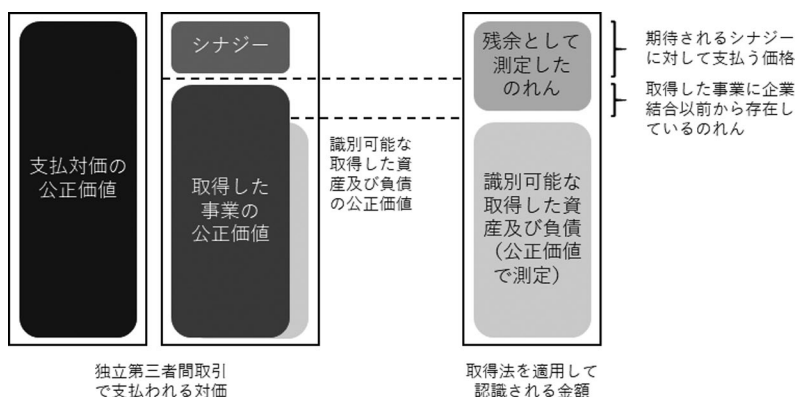 支払対価の
公正価値
シナジー
取得した
事業の
公正価値
識別可能な
取得した資
産及び負債
の公正価値
残余として
測定した
のれん
識別可能な
取得した資
産及び負債
（公正価値
で測定）
期待されるシナジー
に対して支払う価格
取得した事業に企業
結合以前から存在し
ているのれん
独立第三者間取引
で支払われる対価
取得法を適用して
認識される金額